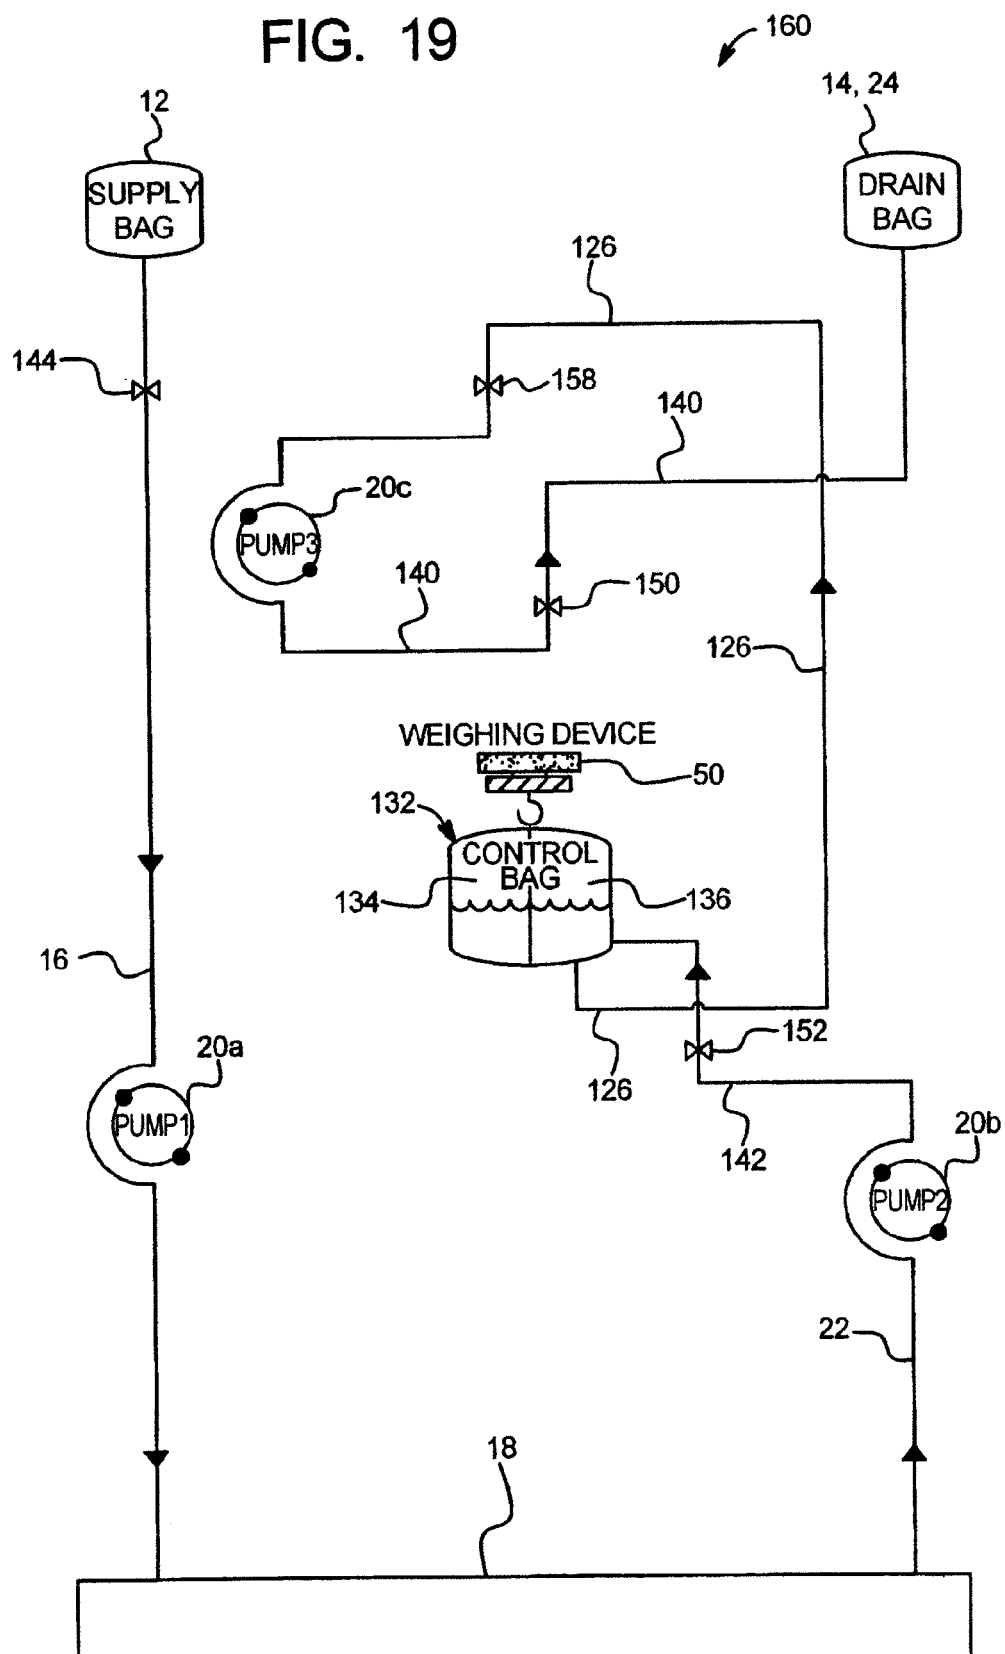 FIG. 19
160
12
14, 24
SUPPLY
BAG
DRAIN
BAG
126
144
158
140
20c
PUMP3
140
150
126
WEIGHING DEVICE
50
132
CONTROL
BAG
134
136
16
152
20a
126
PUMP1
142
20b
PUMP2
22
18